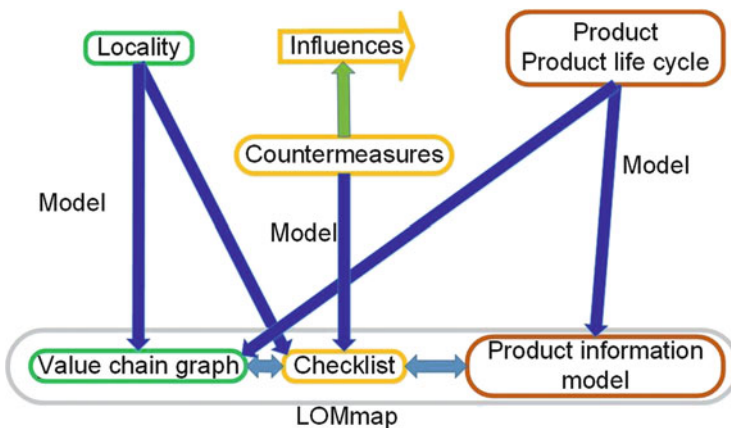 Locality
Influences
Product
Product life cycle
Countermeasures
Model
Model
Model
Value chain graph
Checklist
Product information
model
LOMmap